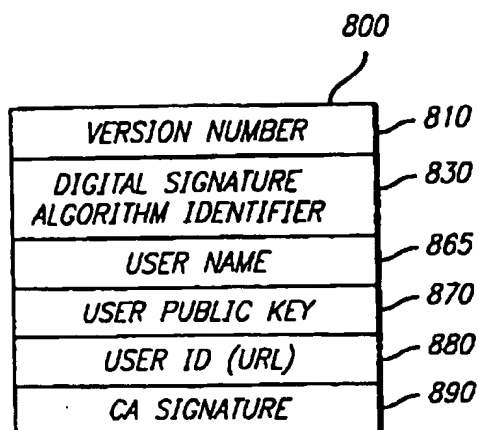 800
VERSION NUMBER 810
DIGITAL SIGNATURE
ALGORITHM IDENTIFIER 830
USER NAME 865
USER PUBLIC KEY 870
USER ID (URL) 880
CA SIGNATURE 890